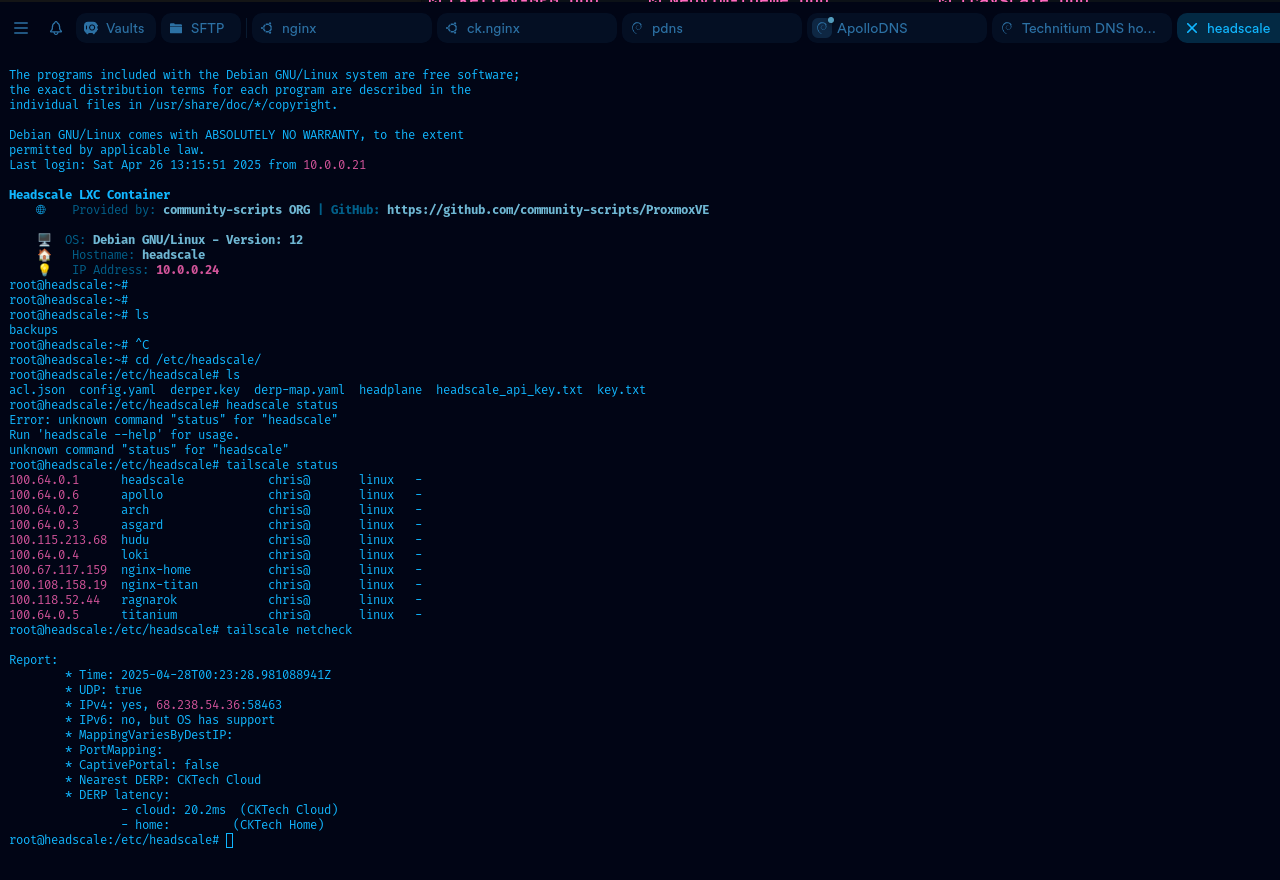 Vaults SFTP nginx ck.nginx pdns ApolloDNS Technitium DNS ho... headscale
The programs included with the Debian GNU/Linux system are free software;
the exact distribution terms for each program are described in the
individual files in /usr/share/doc/*/copyright.
Debian GNU/Linux comes with ABSOLUTELY NO WARRANTY, to the extent
permitted by applicable law.
Last login: Sat Apr 26 13:15:51 2025 from 10.0.0.21
Headscale LXC Container
Provided by: community-scripts ORG | GitHub: https://github.com/community-scripts/ProxmoxVE
OS: Debian GNU/Linux - Version: 12
Hostname: headscale
IP Address: 10.0.0.24
root@headscale:~#
root@headscale:~#
root@headscale:~# ls
backups
root@headscale:~# ^C
root@headscale:~# cd /etc/headscale/
root@headscale:/etc/headscale# ls
acl.json  config.yaml  derper.key  derp-map.yaml  headplane  headscale_api_key.txt  key.txt
root@headscale:/etc/headscale# headscale status
Error: unknown command "status" for "headscale"
Run 'headscale --help' for usage.
unknown command "status" for "headscale"
root@headscale:/etc/headscale# tailscale status
100.64.0.1      headscale            chris@       linux   -
100.64.0.6      apollo               chris@       linux   -
100.64.0.2      arch                 chris@       linux   -
100.64.0.3      asgard               chris@       linux   -
100.115.213.68  hudu                 chris@       linux   -
100.64.0.4      loki                 chris@       linux   -
100.67.117.159  nginx-home           chris@       linux   -
100.108.158.19  nginx-titan          chris@       linux   -
100.118.52.44   ragnarok             chris@       linux   -
100.64.0.5      titanium             chris@       linux   -
root@headscale:/etc/headscale# tailscale netcheck
Report:
* Time: 2025-04-28T00:23:28.981088941Z
* UDP: true
* IPv4: yes, 68.238.54.36:58463
* IPv6: no, but OS has support
* MappingVariesByDestIP:
* PortMapping:
* CaptivePortal: false
* Nearest DERP: CKTech Cloud
* DERP latency:
- cloud: 20.2ms  (CKTech Cloud)
- home:         (CKTech Home)
root@headscale:/etc/headscale#